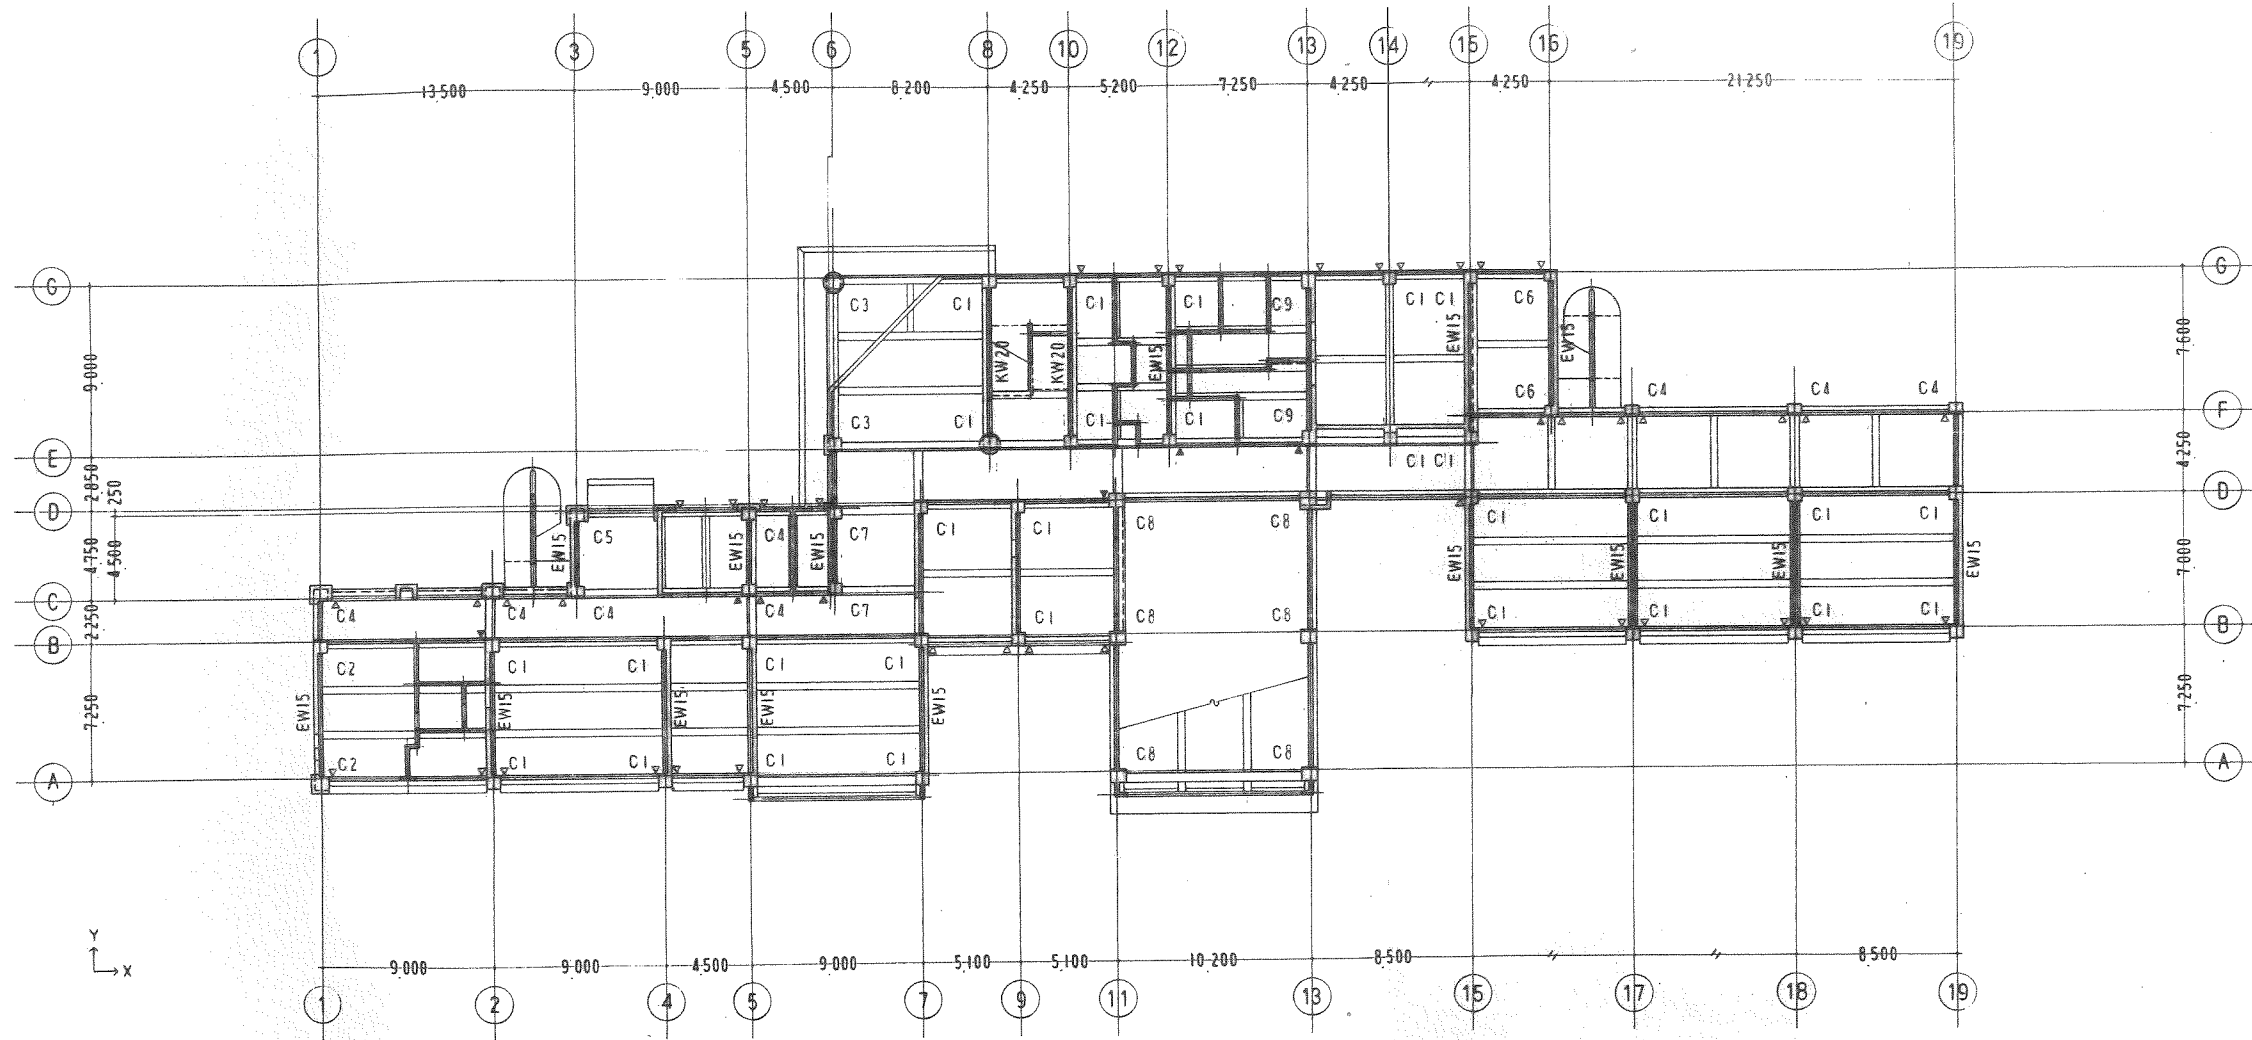 1 3 5 6 8 10 12 13 14 15 16 19
13,500 9,000 4,500 8,200 4,250 5,200 7,250 4,250 〃 4,250 21,250
G G
C3 C1 C1 C1 C9 C1 C1 C6
EW15 EW15
9,000 KW20 KW20 EW15 7,600
C6 C4 C4 C4
C3 C1 C1 C1 C9
F
E C1 C1
2,850 250 4,250
D D
C5 C4 C7 C1 C8 C8 C1 C1 C1 C1
4,750 4,500 EW15 EW15 EW15 EW15 EW15 EW15 EW15 7,000
C C4 C4 C4 C4 C7 C1 C8 C8 C1 C1 C1 C1
2,250
B B
C2 C1 C1 C1 C1
7,250 EW15 EW15 EW15 EW15 EW15 7,250
C2 C1 C1 C1 C1 C8 C8
A A
Y
X
9,000 9,000 4,500 9,000 5,100 5,100 10,200 8,500 〃 〃 8,500
1 2 4 5 7 9 11 13 15 17 18 19